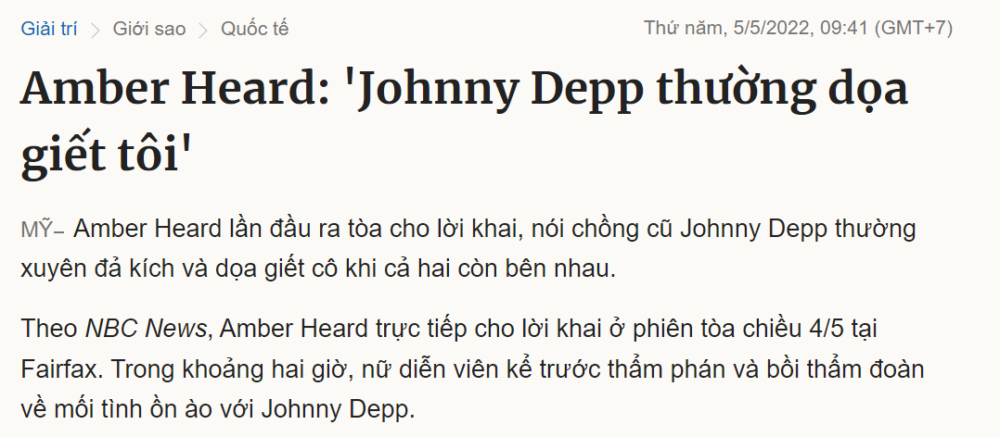 Giải trí > Giới sao > Quốc tế
Thứ năm, 5/5/2022, 09:41 (GMT+7)
Amber Heard: 'Johnny Depp thường dọa
giết tôi'
MỸ– Amber Heard lần đầu ra tòa cho lời khai, nói chồng cũ Johnny Depp thường
xuyên đả kích và dọa giết cô khi cả hai còn bên nhau.
Theo NBC News, Amber Heard trực tiếp cho lời khai ở phiên tòa chiều 4/5 tại
Fairfax. Trong khoảng hai giờ, nữ diễn viên kể trước thẩm phán và bồi thẩm đoàn
về mối tình ồn ào với Johnny Depp.